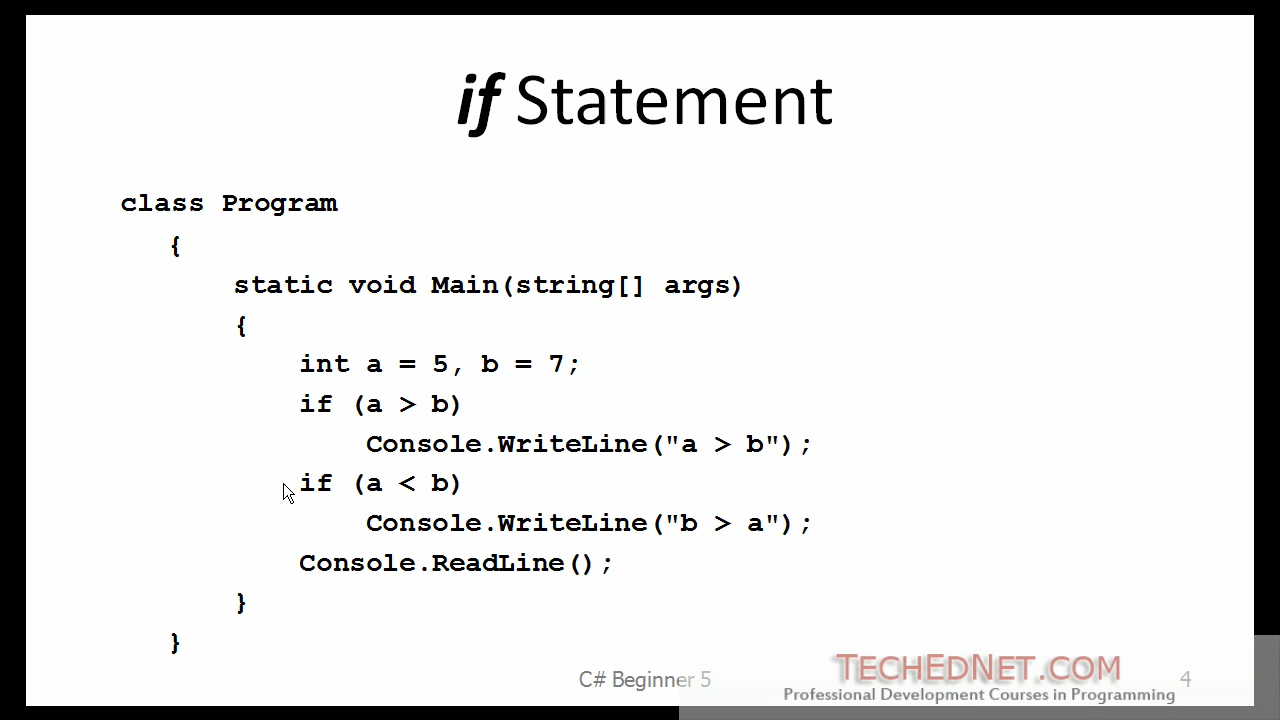 if Statement
class Program
{
static void Main(string[] args)
{
int a = 5, b = 7;
if (a > b)
Console.WriteLine("a > b");
if (a < b)
Console.WriteLine("b > a");
Console.ReadLine();
}
}
C# Beginner 5
TECHEDNET.COM
4
Professional Development Courses in Programming